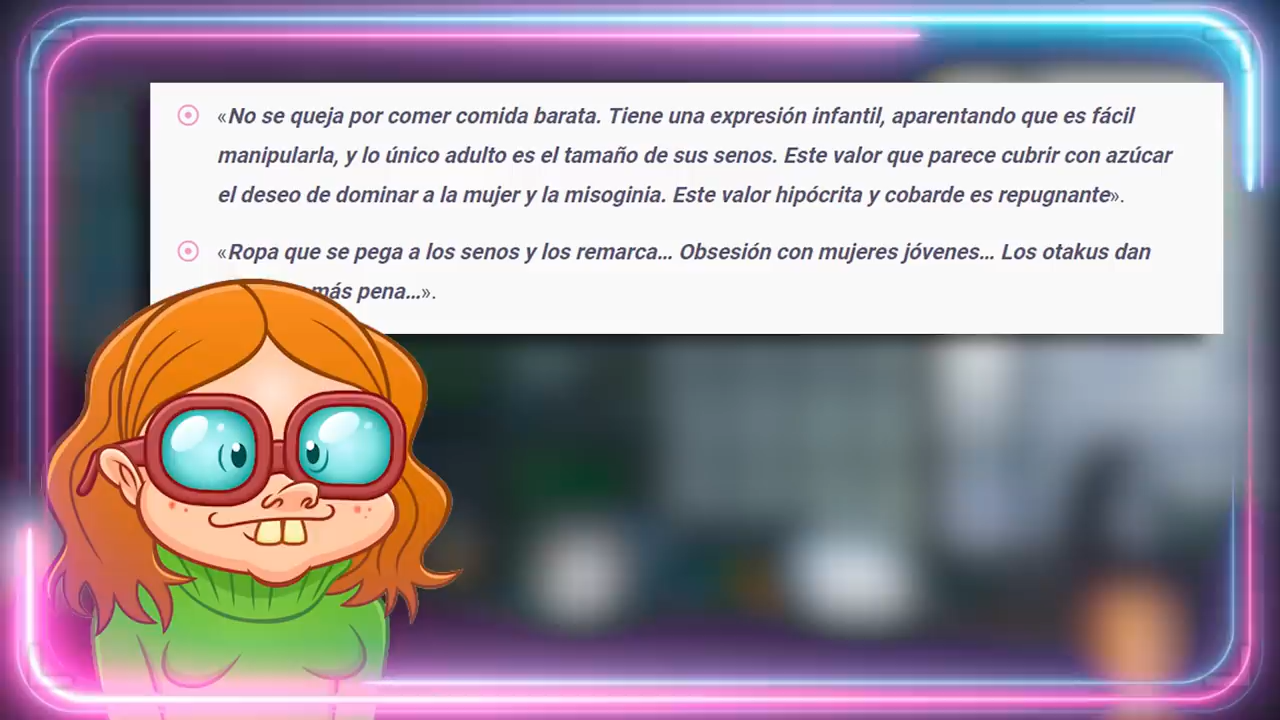 «No se queja por comer comida barata. Tiene una expresión infantil, aparentando que es fácil
manipularla, y lo único adulto es el tamaño de sus senos. Este valor que parece cubrir con azúcar
el deseo de dominar a la mujer y la misoginia. Este valor hipócrita y cobarde es repugnante».
«Ropa que se pega a los senos y los remarca... Obsesión con mujeres jóvenes... Los otakus dan
más pena...».